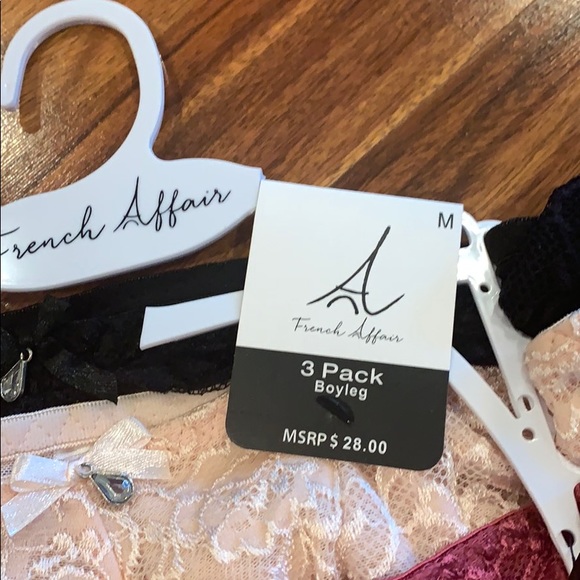 French Affair
M
French Affair
3 Pack
Boyleg
MSRP $ 28.00